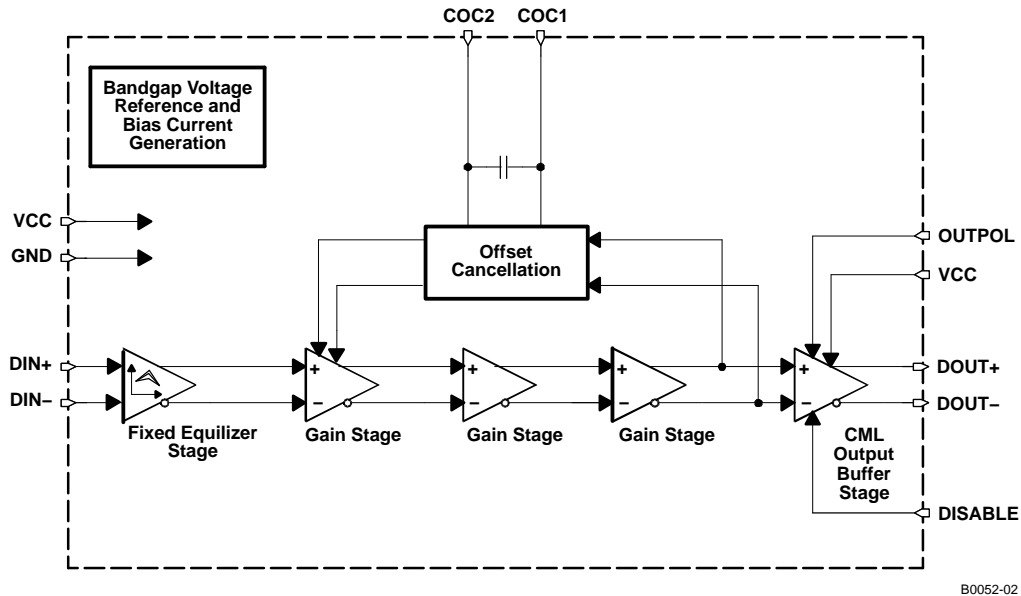 COC2 COC1
Bandgap Voltage
Reference and
Bias Current
Generation
VCC
GND
Offset
Cancellation
OUTPOL
VCC
DIN+
DIN−
+
−
+
−
+
−
+
−
DOUT+
DOUT−
Fixed Equilizer
Stage
Gain Stage
Gain Stage
Gain Stage
CML
Output
Buffer
Stage
DISABLE
B0052-02